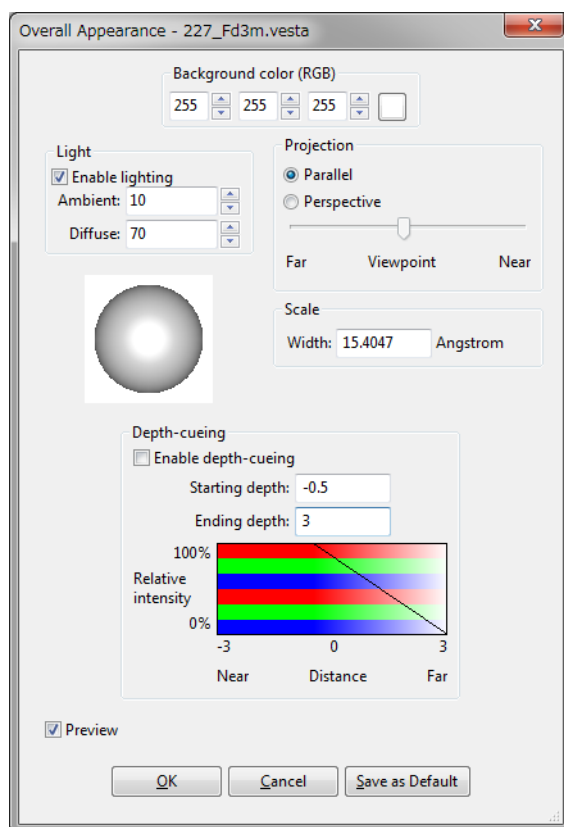 Overall Appearance - 227_Fd3m.vesta
Background color (RGB)
255 255 255
Light
Enable lighting
Ambient: 10
Diffuse: 70
Projection
Parallel
Perspective
Far Viewpoint Near
Scale
Width: 15.4047 Angstrom
Depth-cueing
Enable depth-cueing
Starting depth: -0.5
Ending depth: 3
100%
Relative
intensity
0%
-3 0 3
Near Distance Far
Preview
OK Cancel Save as Default